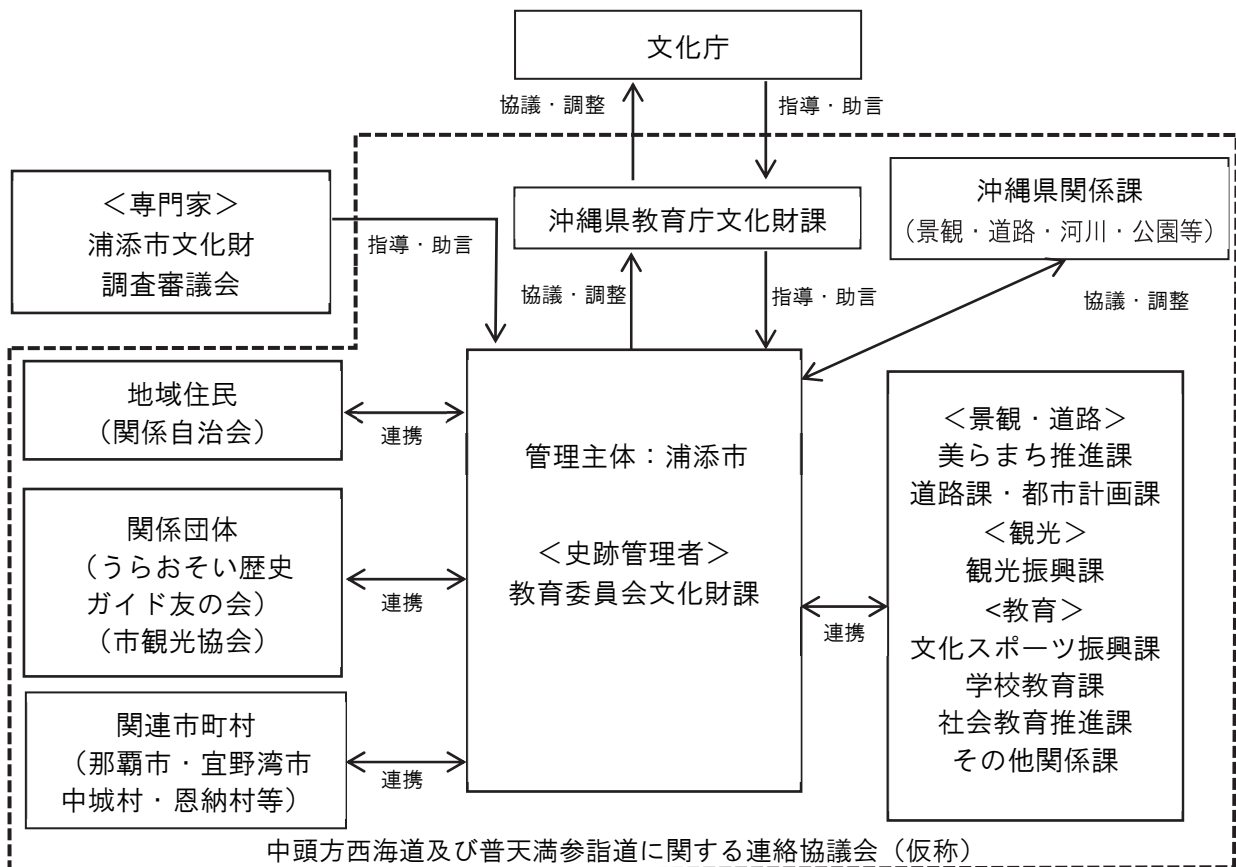 文化庁
協議・調整
指導・助言
＜専門家＞
浦添市文化財
調査審議会
指導・助言
沖縄県教育庁文化財課
沖縄県関係課
（景観・道路・河川・公園等）
協議・調整
指導・助言
協議・調整
地域住民
（関係自治会）
連携
管理主体：浦添市
＜史跡管理者＞
教育委員会文化財課
関係団体
（うらおそい歴史
ガイド友の会）
（市観光協会）
連携
関連市町村
（那覇市・宜野湾市
中城村・恩納村等）
連携
連携
＜景観・道路＞
美らまち推進課
道路課・都市計画課
＜観光＞
観光振興課
<教育＞
文化スポーツ振興課
学校教育課
社会教育推進課
その他関係課
中頭方西海道及び普天満参詣道に関する連絡協議会（仮称）